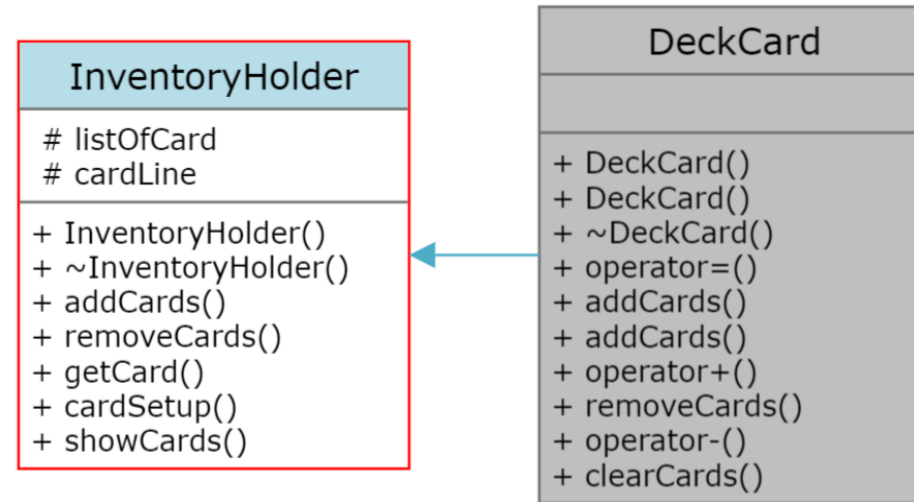 InventoryHolder
# listOfCard
# cardLine
+ InventoryHolder()
+ ~InventoryHolder()
+ addCards()
+ removeCards()
+ getCard()
+ cardSetup()
+ showCards()
DeckCard
+ DeckCard()
+ DeckCard()
+ ~DeckCard()
+ operator=()
+ addCards()
+ addCards()
+ operator+()
+ removeCards()
+ operator-()
+ clearCards()